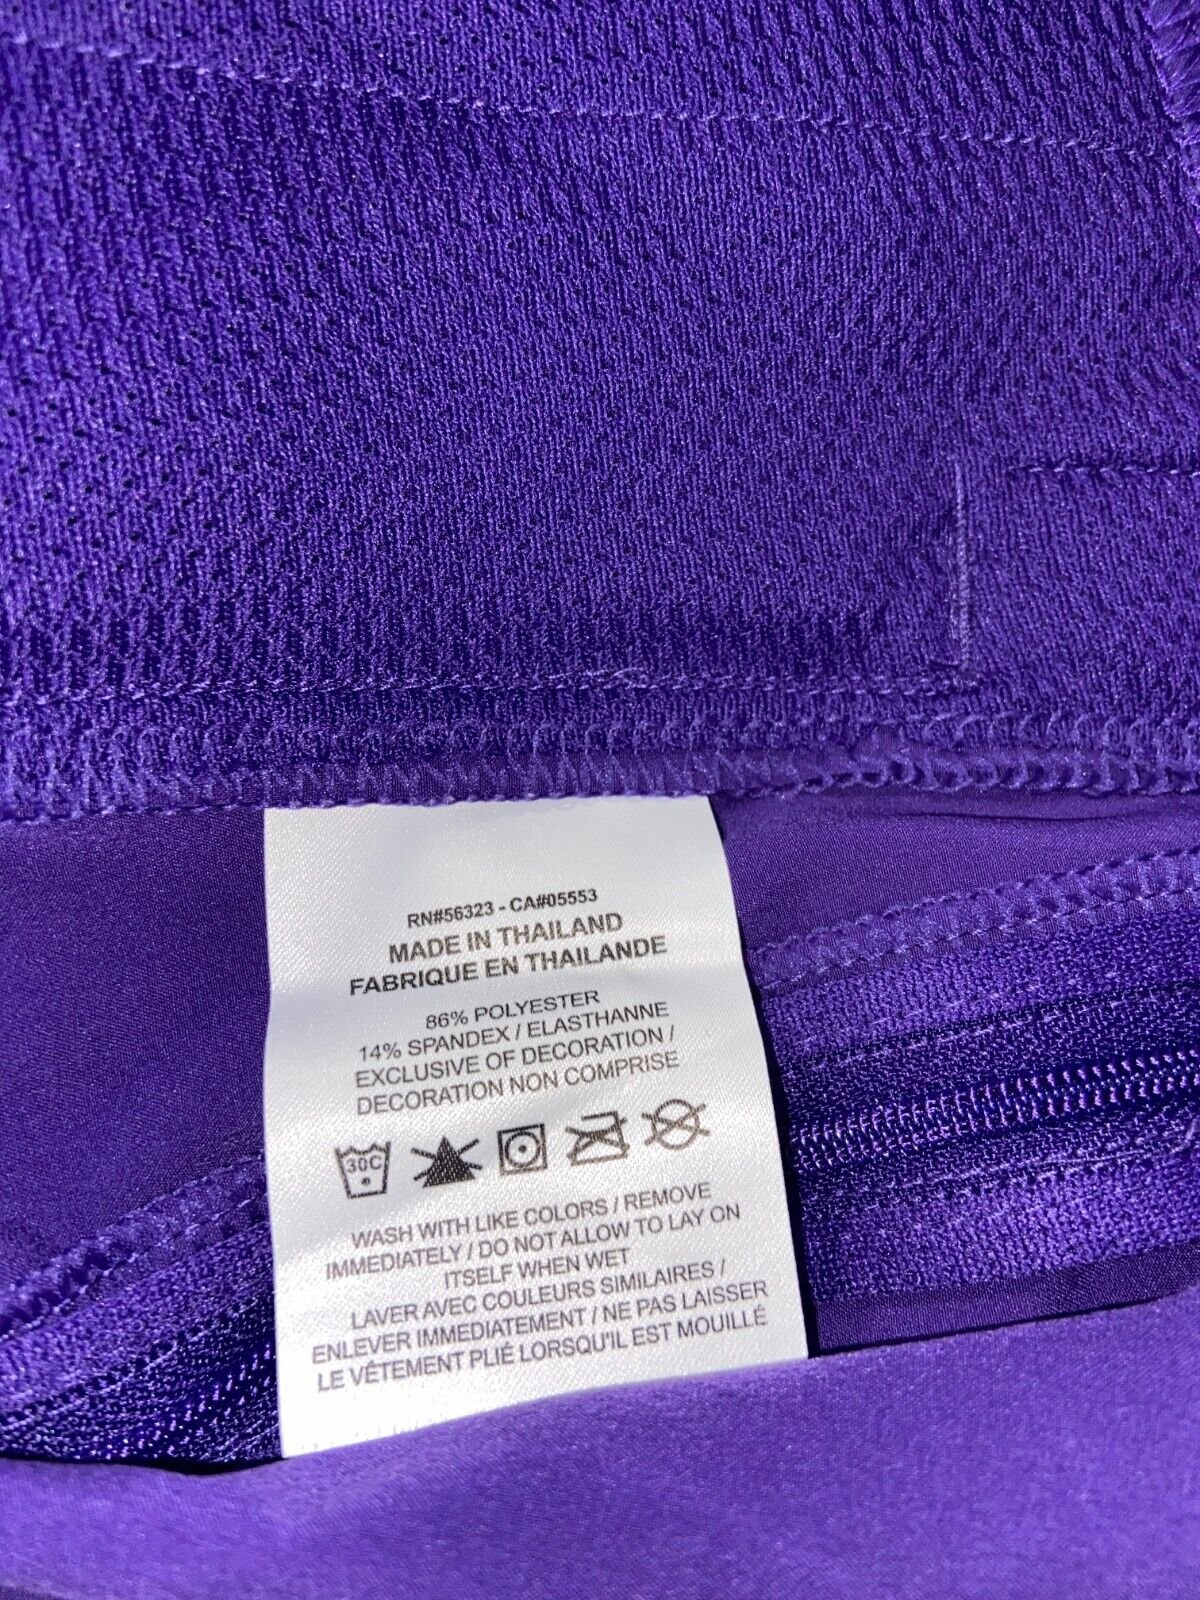 RN#56323 - CA#05553
MADE IN THAILAND
FABRIQUE EN THAILANDE
86% POLYESTER
14% SPANDEX / ELASTHANNE
EXCLUSIVE OF DECORATION /
DECORATION NON COMPRISE
30C
WASH WITH LIKE COLORS / REMOVE
IMMEDIATELY / DO NOT ALLOW TO LAY ON
ITSELF WHEN WET
LAVER AVEC COULEURS SIMILAIRES /
ENLEVER IMMEDIATEMENT / NE PAS LAISSER
LE VÊTEMENT PLIÉ LORSQU'IL EST MOUILLÉ